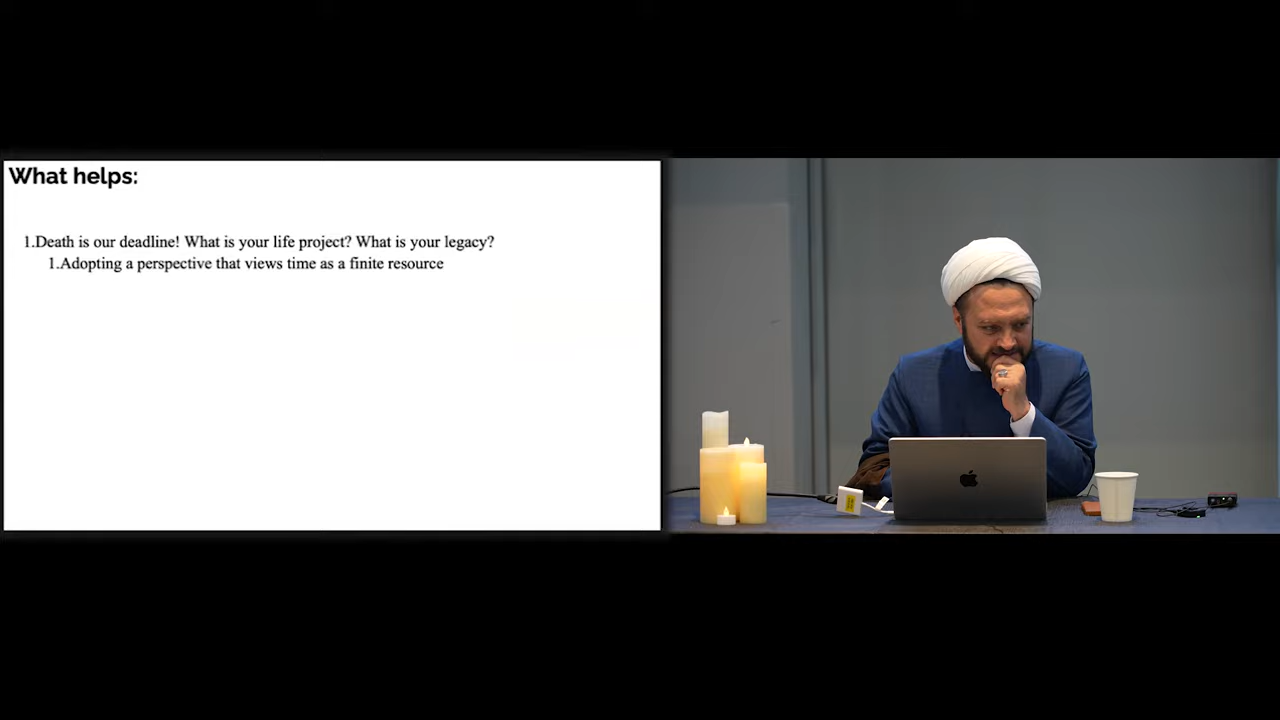 What helps:
1.Death is our deadline! What is your life project? What is your legacy?
1.Adopting a perspective that views time as a finite resource